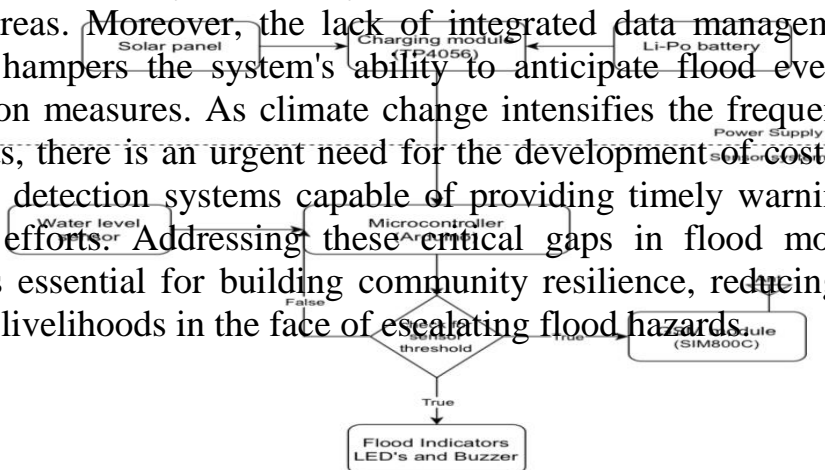 reas. Moreover, the lack of integrated data managem
Solar panel
Charging module
(TP4056)
Li-Po battery
hampers the system's ability to anticipate flood eve
on measures. As climate change intensifies the frequen
Power Supply
s, there is an urgent need for the development of cost
detection systems capable of providing timely warnin
Water level
sensor
Microcontroller
(Arduino)
efforts. Addressing these critical gaps in flood mo
s essential for building community resilience, reducing
False
livelihoods in the face of escalating flood hazards.
sensor
threshold
True
module
(SIM800C)
True
Flood Indicators
LED's and Buzzer